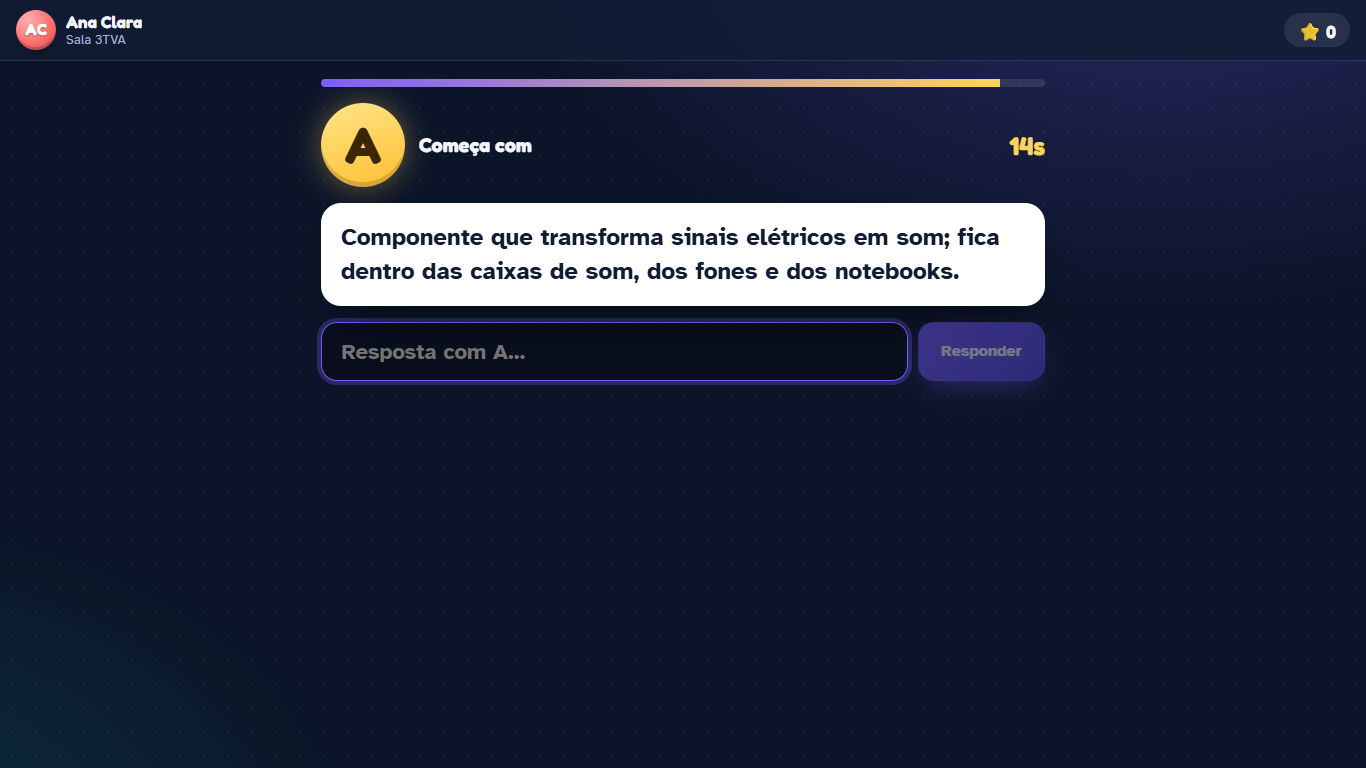 AC
Ana Clara
Sala 3TVA
0
A
Começa com
14s
Componente que transforma sinais elétricos em som; fica
dentro das caixas de som, dos fones e dos notebooks.
Resposta com A...
Responder